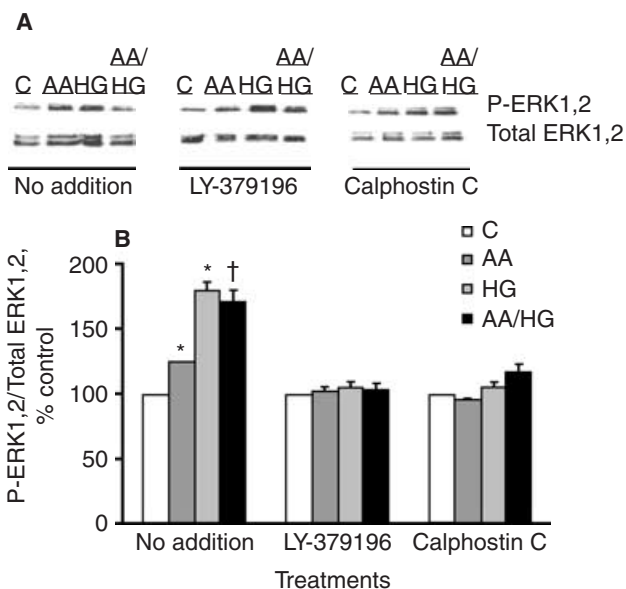 A
AA/ AA/ AA/
C AA HG HG C AA HG HG C AA HG HG
P-ERK1,2
Total ERK1,2
No addition LY-379196 Calphostin C
B
C
AA
HG
AA/HG
P-ERK1,2/Total ERK1,2,
% control
200
150
100
50
0
* * †
No addition LY-379196 Calphostin C
Treatments